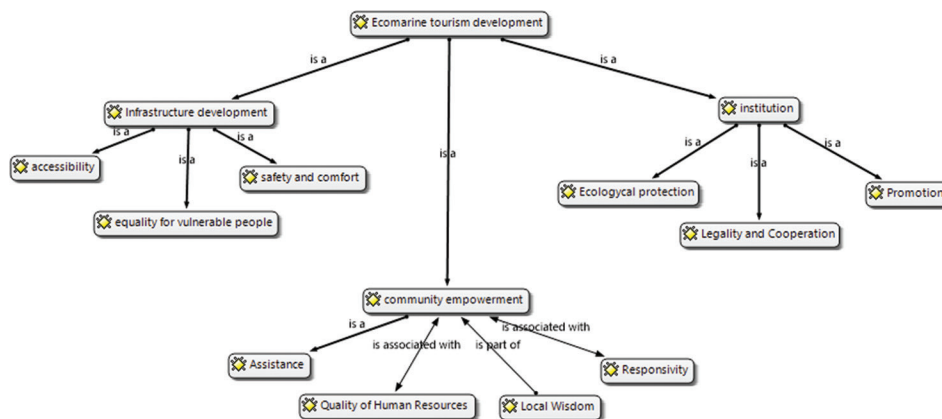 Ecomarine tourism development
is a
is a
is a
Infrastructure development
institution
is a
is a
is a
accessibility
safety and comfort
equality for vulnerable people
is a
is a
is a
Ecologycal protection
Promotion
Legality and Cooperation
community empowerment
is a
is associated with
is part of
is associated with
Assistance
Responsivity
Quality of Human Resources
Local Wisdom